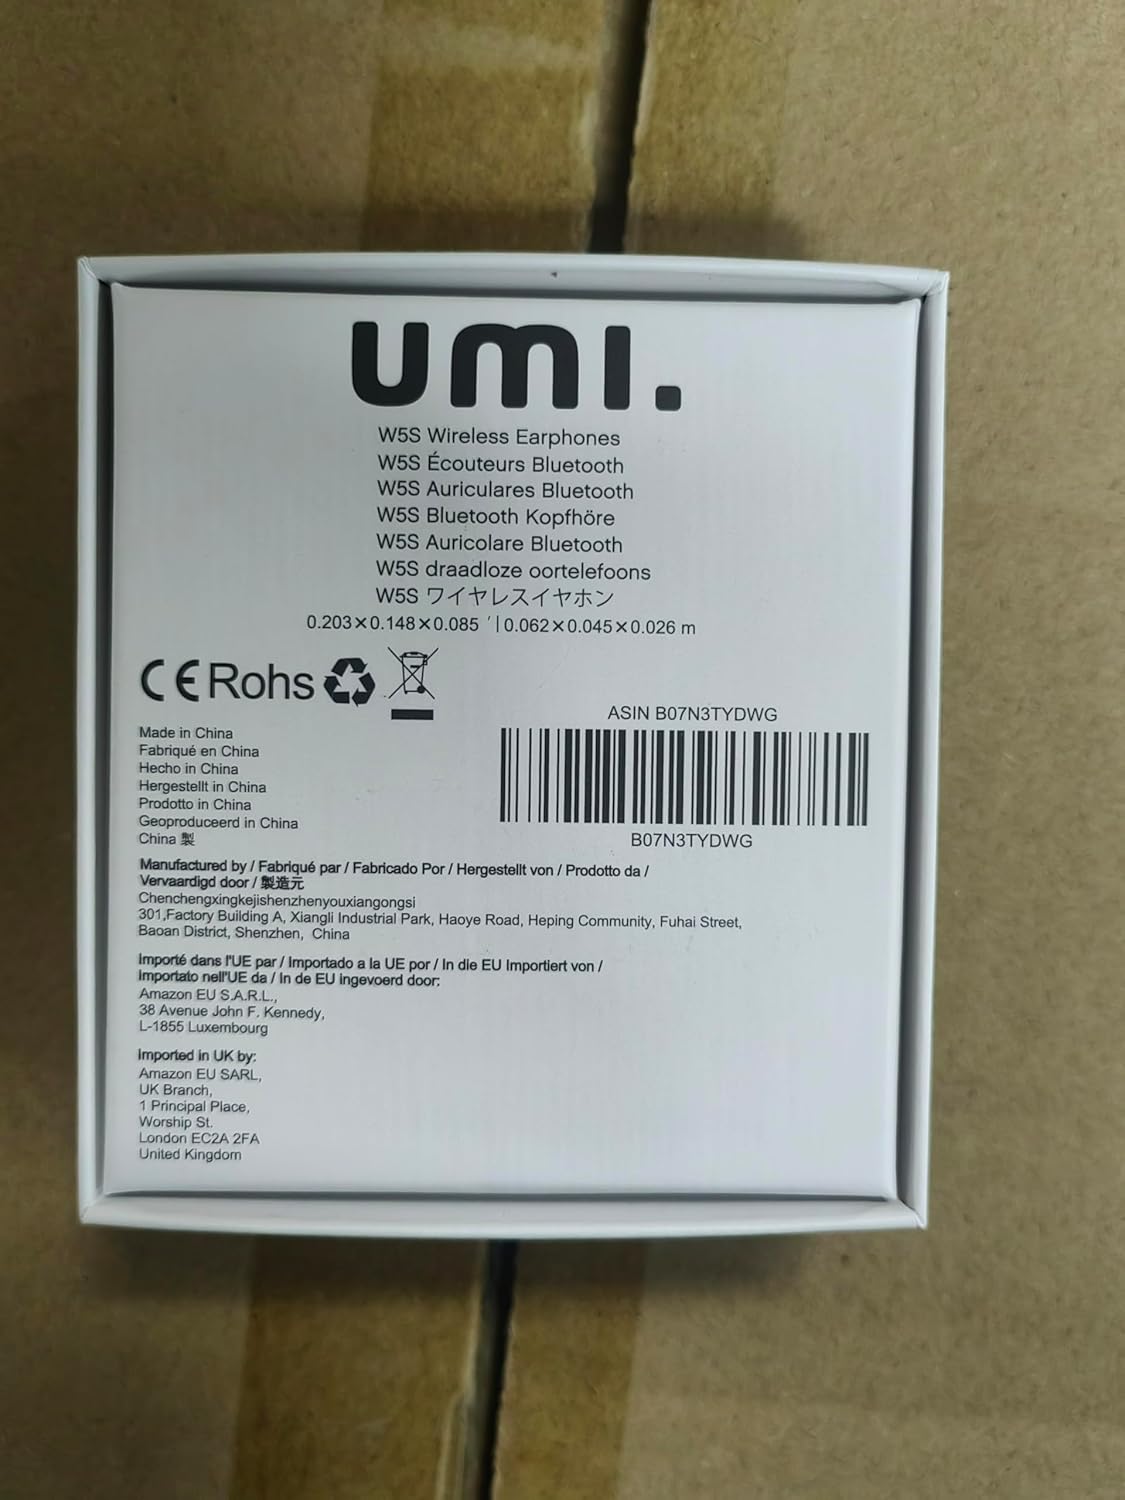 umi.
W5S Wireless Earphones
W5S Écouteurs Bluetooth
W5S Auriculares Bluetooth
W5S Bluetooth Kopfhöre
W5S Auricolare Bluetooth
W5S draadloze oortelefoons
W5S ワイヤレスイヤホン
0.203×0.148×0.085 ′ | 0.062×0.045×0.026 m
CE Rohs
ASIN B07N3TYDWG
B07N3TYDWG
Made in China
Fabriqué en China
Hecho in China
Hergestellt in China
Prodotto in China
Geoproduceerd in China
China 製
Manufactured by / Fabriqué par / Fabricado Por / Hergestellt von / Prodotto da /
Vervaardigd door / 製造元
Chenchengxingkejishenzhenyouxiangongsi
301,Factory Building A, Xiangli Industrial Park, Haoye Road, Heping Community, Fuhai Street,
Baoan District, Shenzhen, China
Importé dans l'UE par / Importado a la UE por / In die EU Importiert von /
Importato nell'UE da / In de EU ingevoerd door:
Amazon EU S.A.R.L.,
38 Avenue John F. Kennedy,
L-1855 Luxembourg
Imported in UK by:
Amazon EU SARL,
UK Branch,
1 Principal Place,
Worship St.
London EC2A 2FA
United Kingdom